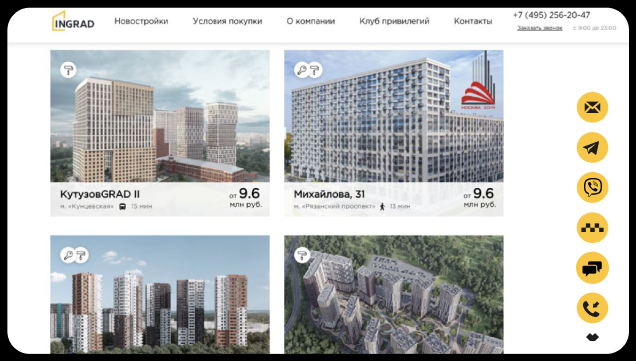 INGRAD
Новостройки
Условия покупки
О компании
Клуб привилегий
Контакты
+7 (495) 256-20-47
Заказать звонок
с 9:00 до 23:00
КутузовGRAD II
от 9.6
млн руб.
м. «Кунцевская» 15 мин
Михайлова, 31
от 9.6
млн руб.
м. «Рязанский проспект» 13 мин